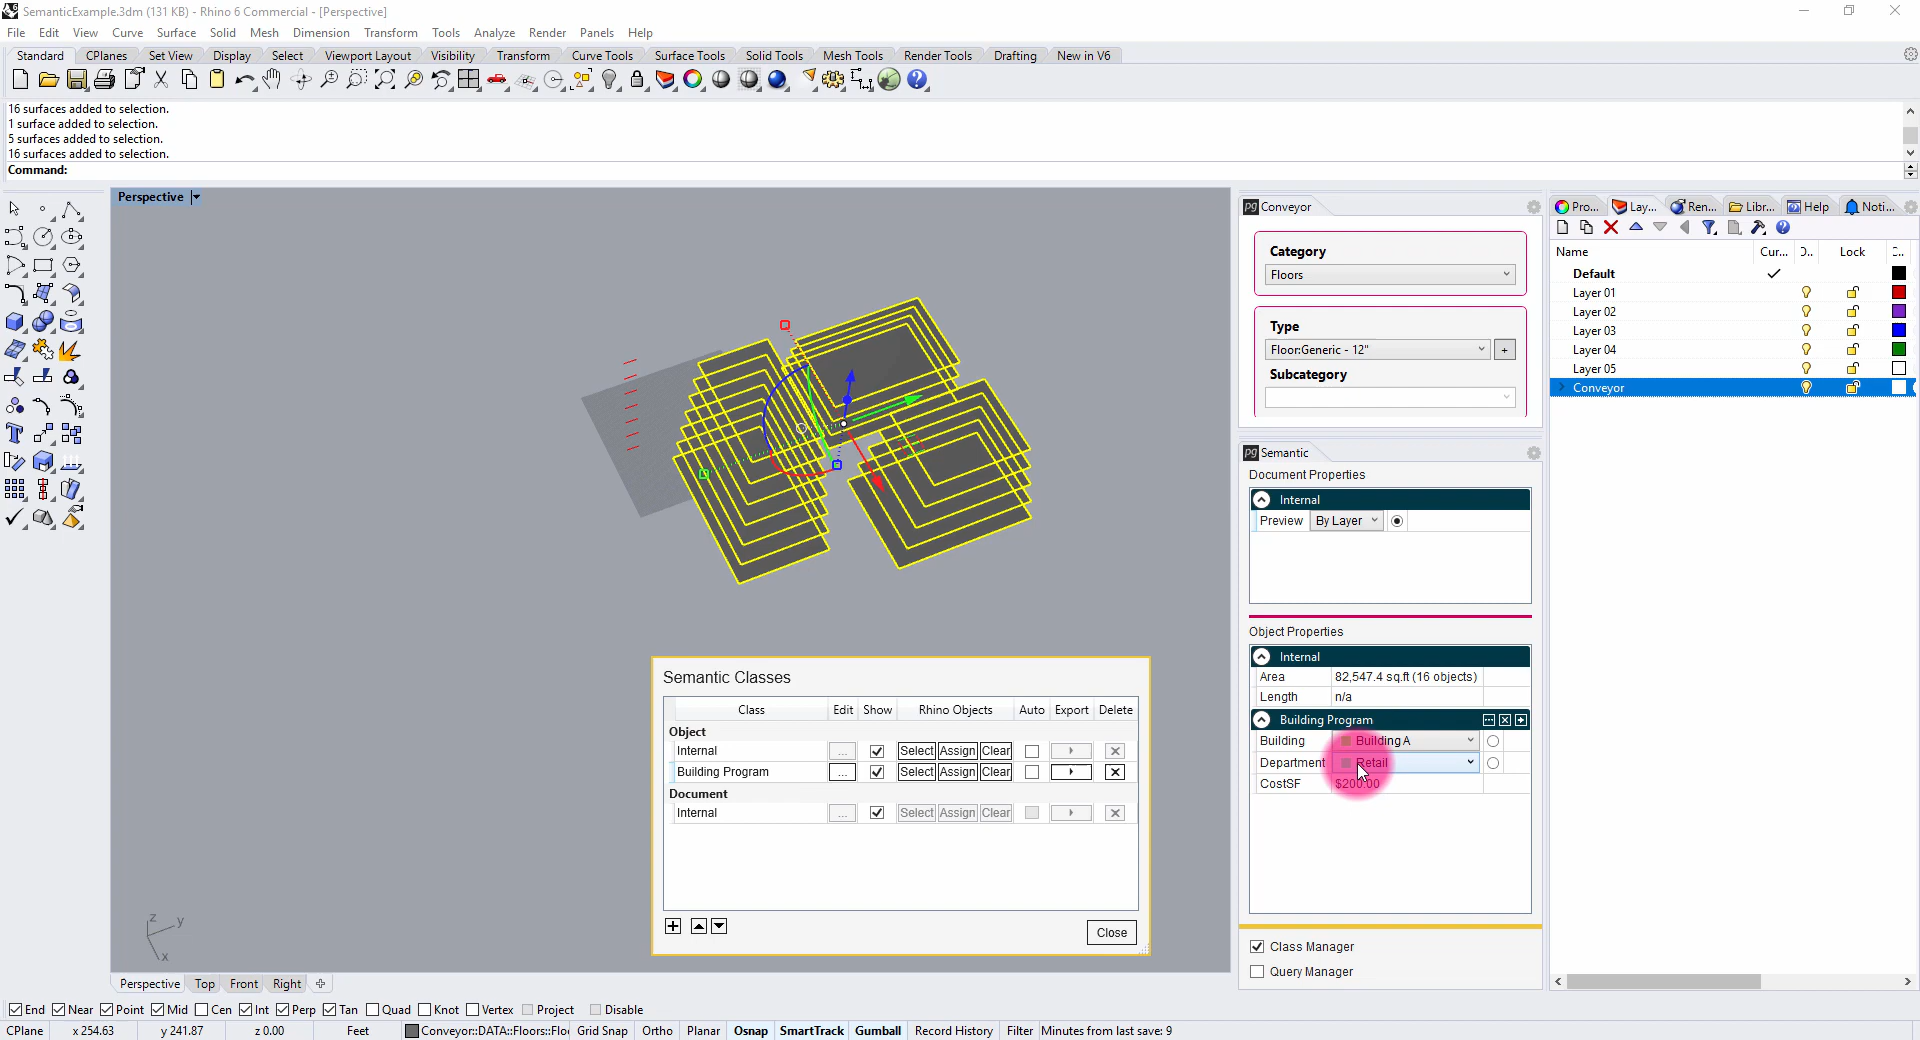 SemanticExample.3dm (131 KB) - Rhino 6 Commercial - [Perspective]
File Edit View Curve Surface Solid Mesh Dimension Transform Tools Analyze Render Panels Help
Standard CPlanes Set View Display Select Viewport Layout Visibility Transform Curve Tools Surface Tools Solid Tools Mesh Tools Render Tools Drafting New in V6
16 surfaces added to selection.
1 surface added to selection.
5 surfaces added to selection.
16 surfaces added to selection.
Command:
Perspective
pg Conveyor
Category
Floors
Type
Floor:Generic - 12"
+
Subcategory
pg Semantic
Document Properties
Internal
Preview By Layer
Object Properties
Internal
Area 82,547.4 sq.ft (16 objects)
Length n/a
Building Program
Building Building A
Department Retail
CostSF $200.00
Class Manager
Query Manager
Pro... Lay... Ren... Libr... Help Noti...
Name Cur... Lock
Default
Layer 01
Layer 02
Layer 03
Layer 04
Layer 05
Conveyor
Semantic Classes
Class Edit Show Rhino Objects Auto Export Delete
Object
Internal ... Select Assign Clear
Building Program ... Select Assign Clear
Document
Internal ... Select Assign Clear
Close
z y x
Perspective Top Front Right
End Near Point Mid Cen Int Perp Tan Quad Knot Vertex Project Disable
CPlane x 254.63 y 241.87 z 0.00 Feet Conveyor::DATA::Floors::Flo Grid Snap Ortho Planar Osnap SmartTrack Gumball Record History Filter Minutes from last save: 9